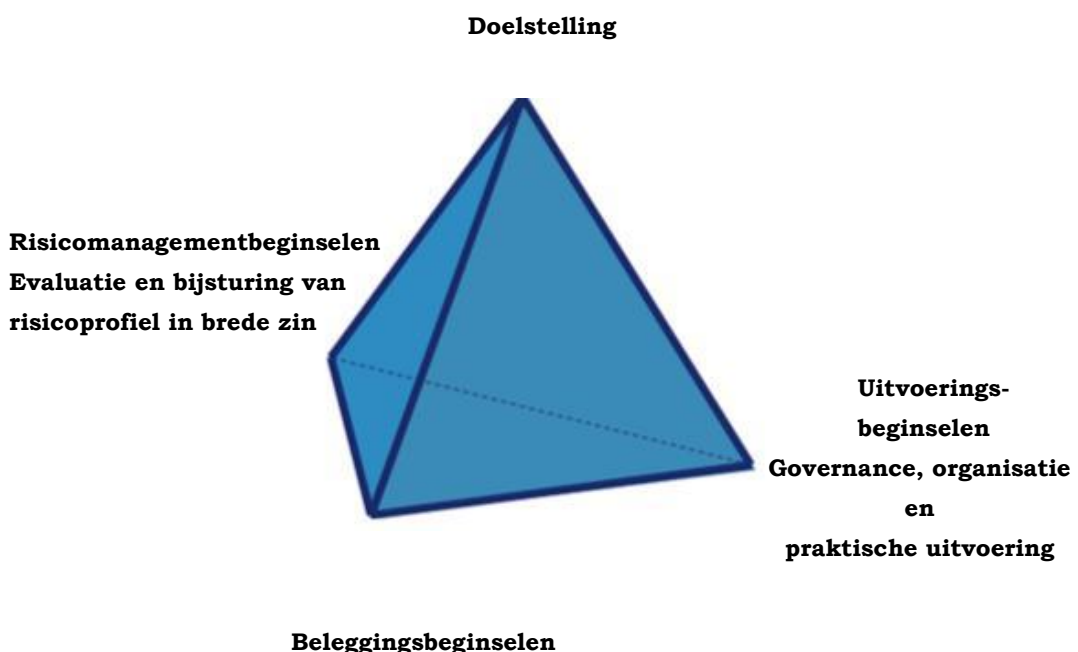 Doelstelling
Risicomanagementbeginselen
Evaluatie en bijsturing van
risicoprofiel in brede zin
Uitvoerings-
beginselen
Governance, organisatie
en
praktische uitvoering
Beleggingsbeginselen